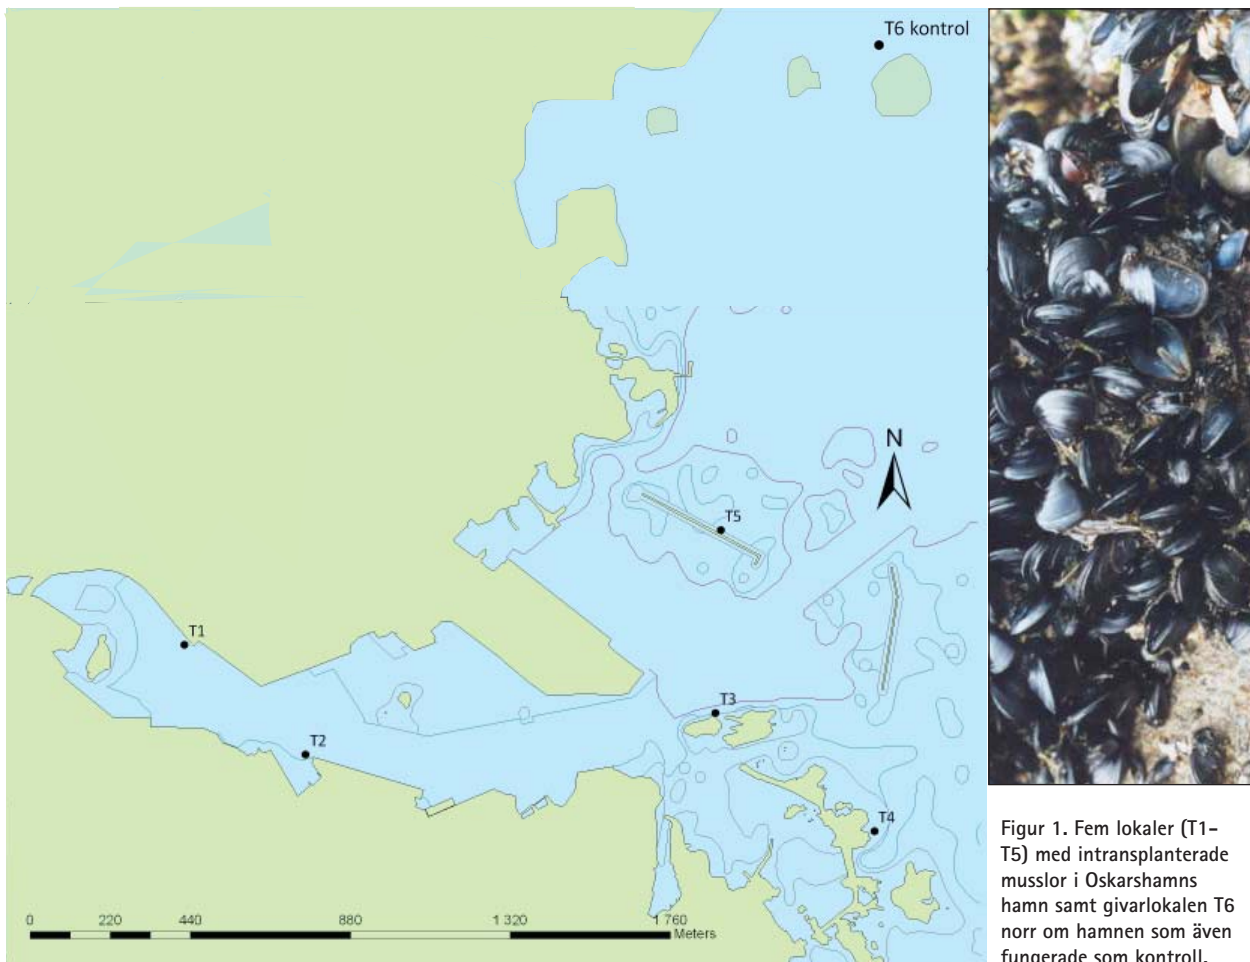 T6 kontrol
N
T5
T1
T3
T2
T4
0 220 440 880 1 320 1 760
Meters
Figur 1. Fem lokaler (T1-
T5) med intransplanterade
musslor i Oskarshamns
hamn samt givarlokalen T6
norr om hamnen som även
fungerade som kontroll.